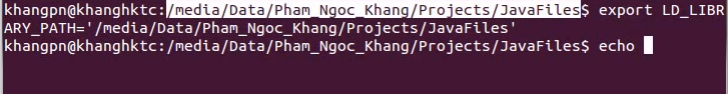 khangpn@khanghktc:/media/Data/Pham_Ngoc_Khang/Projects/JavaFiles$ export LD_LIBR
ARY_PATH='/media/Data/Pham_Ngoc_Khang/Projects/JavaFiles'
khangpn@khanghktc:/media/Data/Pham_Ngoc_Khang/Projects/JavaFiles$ echo